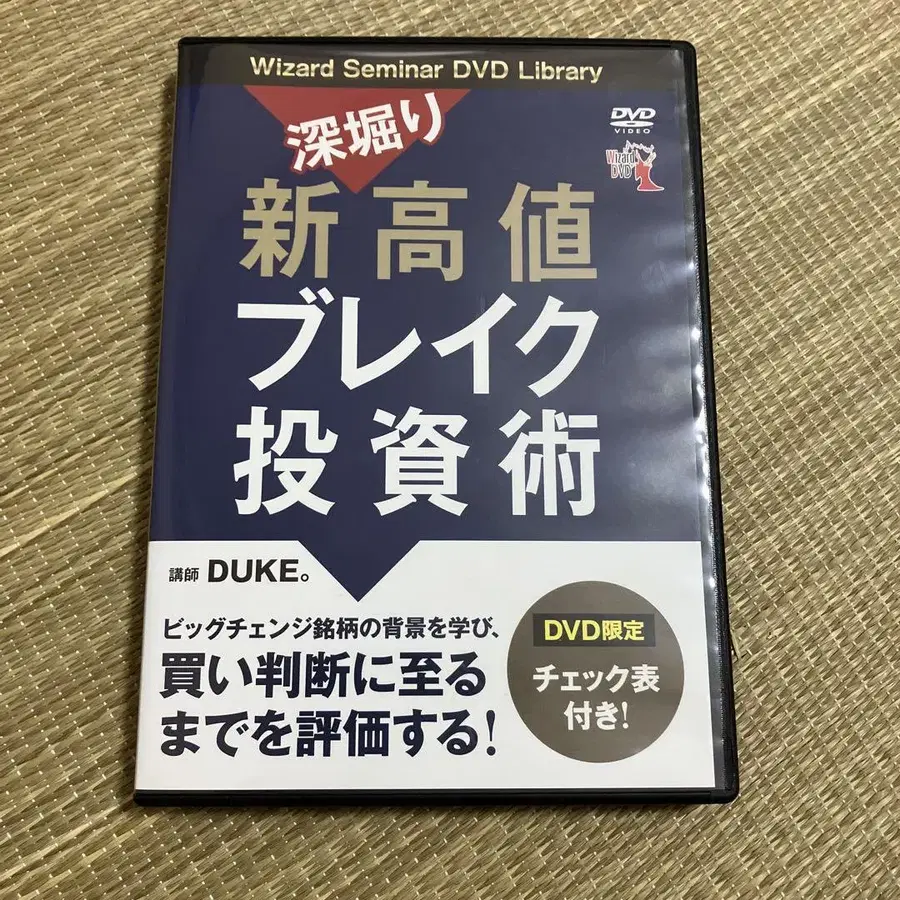 Wizard Seminar DVD Library
深堀り
DVD
VIDEO
Wizard
DVD
新高値
ブレイク
投資術
講師 DUKE。
ビッグチェンジ銘柄の背景を学び、
買い判断に至る
までを評価する!
DVD限定
チェック表
付き!